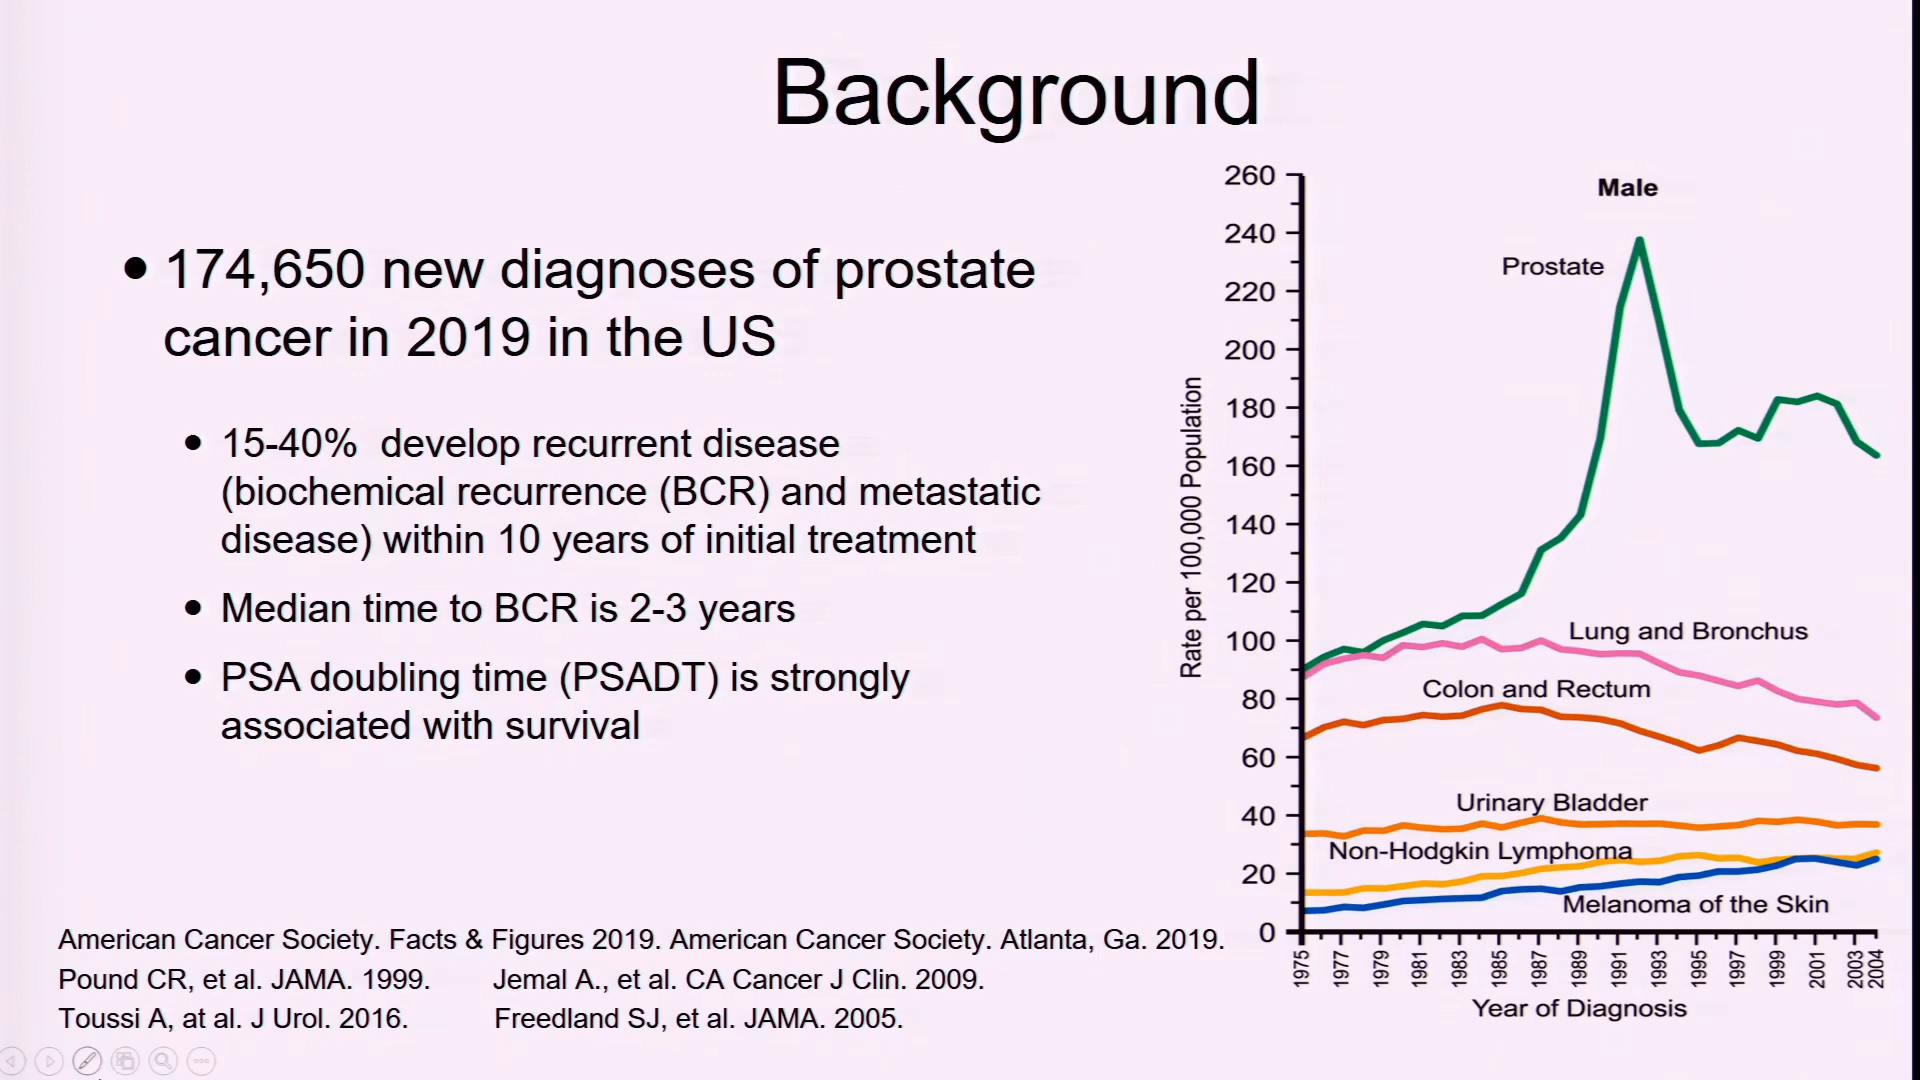 Background
• 174,650 new diagnoses of prostate
cancer in 2019 in the US
• 15-40% develop recurrent disease
(biochemical recurrence (BCR) and metastatic
disease) within 10 years of initial treatment
• Median time to BCR is 2-3 years
• PSA doubling time (PSADT) is strongly
associated with survival
American Cancer Society. Facts & Figures 2019. American Cancer Society. Atlanta, Ga. 2019.
Pound CR, et al. JAMA. 1999. Jemal A., et al. CA Cancer J Clin. 2009.
Toussi A, at al. J Urol. 2016. Freedland SJ, et al. JAMA. 2005.
Male
Rate per 100,000 Population
260
240
220
200
180
160
140
120
100
80
60
40
20
0
Prostate
Lung and Bronchus
Colon and Rectum
Urinary Bladder
Non-Hodgkin Lymphoma
Melanoma of the Skin
1975 1977 1979 1981 1983 1985 1987 1989 1991 1993 1995 1997 1999 2001 2003 2004
Year of Diagnosis